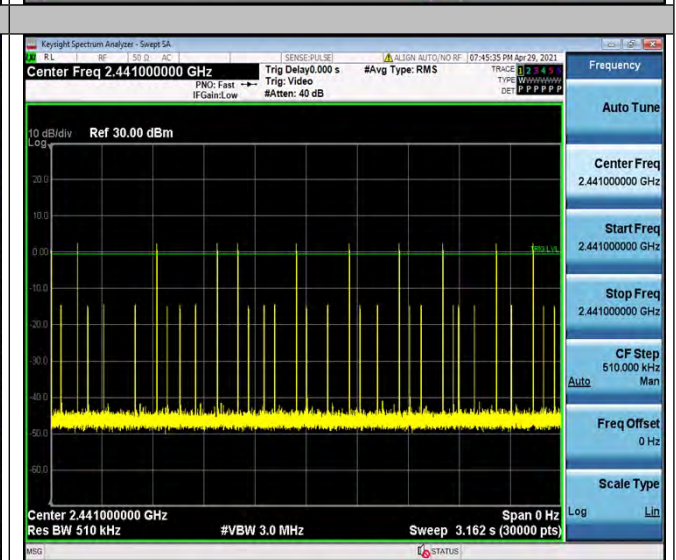 Keysight Spectrum Analyzer - Swept SA
RL RF 50 Ω AC SENSE:PULSE ALIGN AUTO/NO RF 07:45:35 PM Apr 29, 2021
Center Freq 2.441000000 GHz
PNO: Fast
IFGain:Low
Trig Delay0.000 s
Trig: Video
#Atten: 40 dB
#Avg Type: RMS
TRACE 1 2 3 4 5 6
TYPE WWWWWW
DET P P P P P P
10 dB/div Ref 30.00 dBm
Log
20.0
10.0
0.00
TRIG LVL
-10.0
-20.0
-30.0
-40.0
-50.0
-60.0
Center 2.441000000 GHz
Span 0 Hz
Res BW 510 kHz
#VBW 3.0 MHz
Sweep 3.162 s (30000 pts)
MSG
STATUS
Frequency
Auto Tune
Center Freq
2.441000000 GHz
Start Freq
2.441000000 GHz
Stop Freq
2.441000000 GHz
CF Step
510.000 kHz
Auto Man
Freq Offset
0 Hz
Scale Type
Log Lin